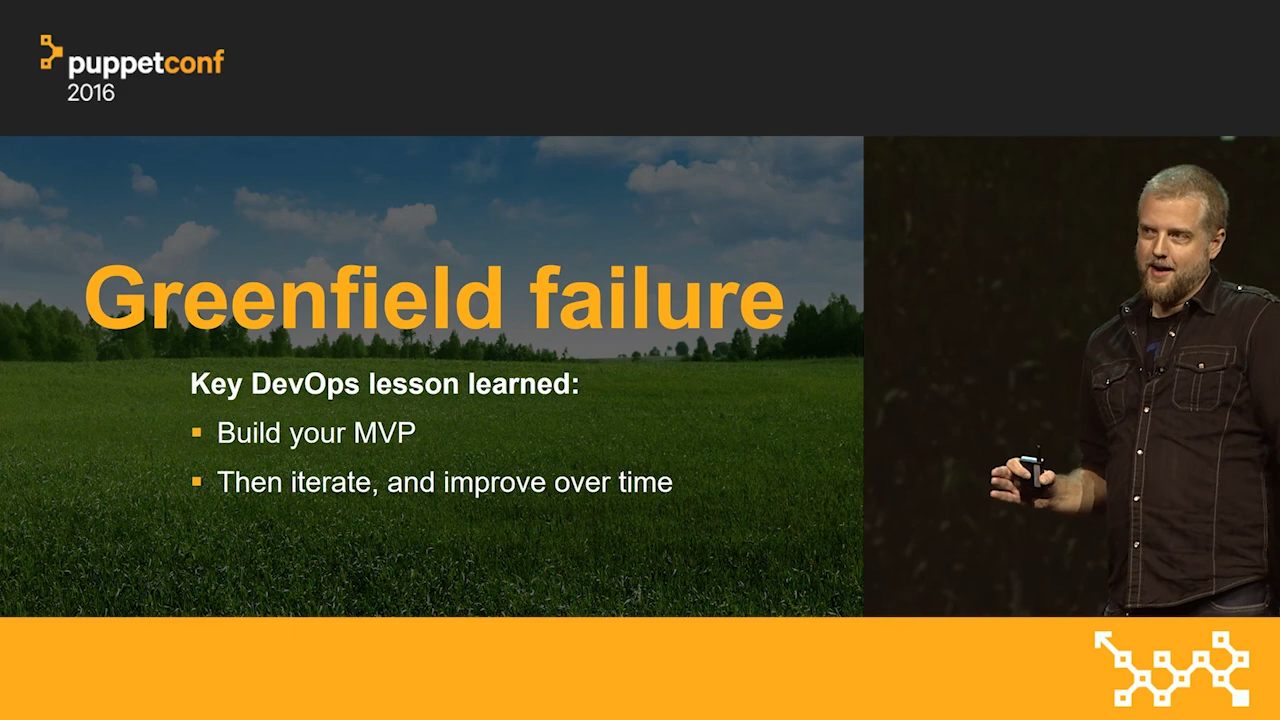 puppetconf
2016
Greenfield failure
Key DevOps lesson learned:
Build your MVP
Then iterate, and improve over time